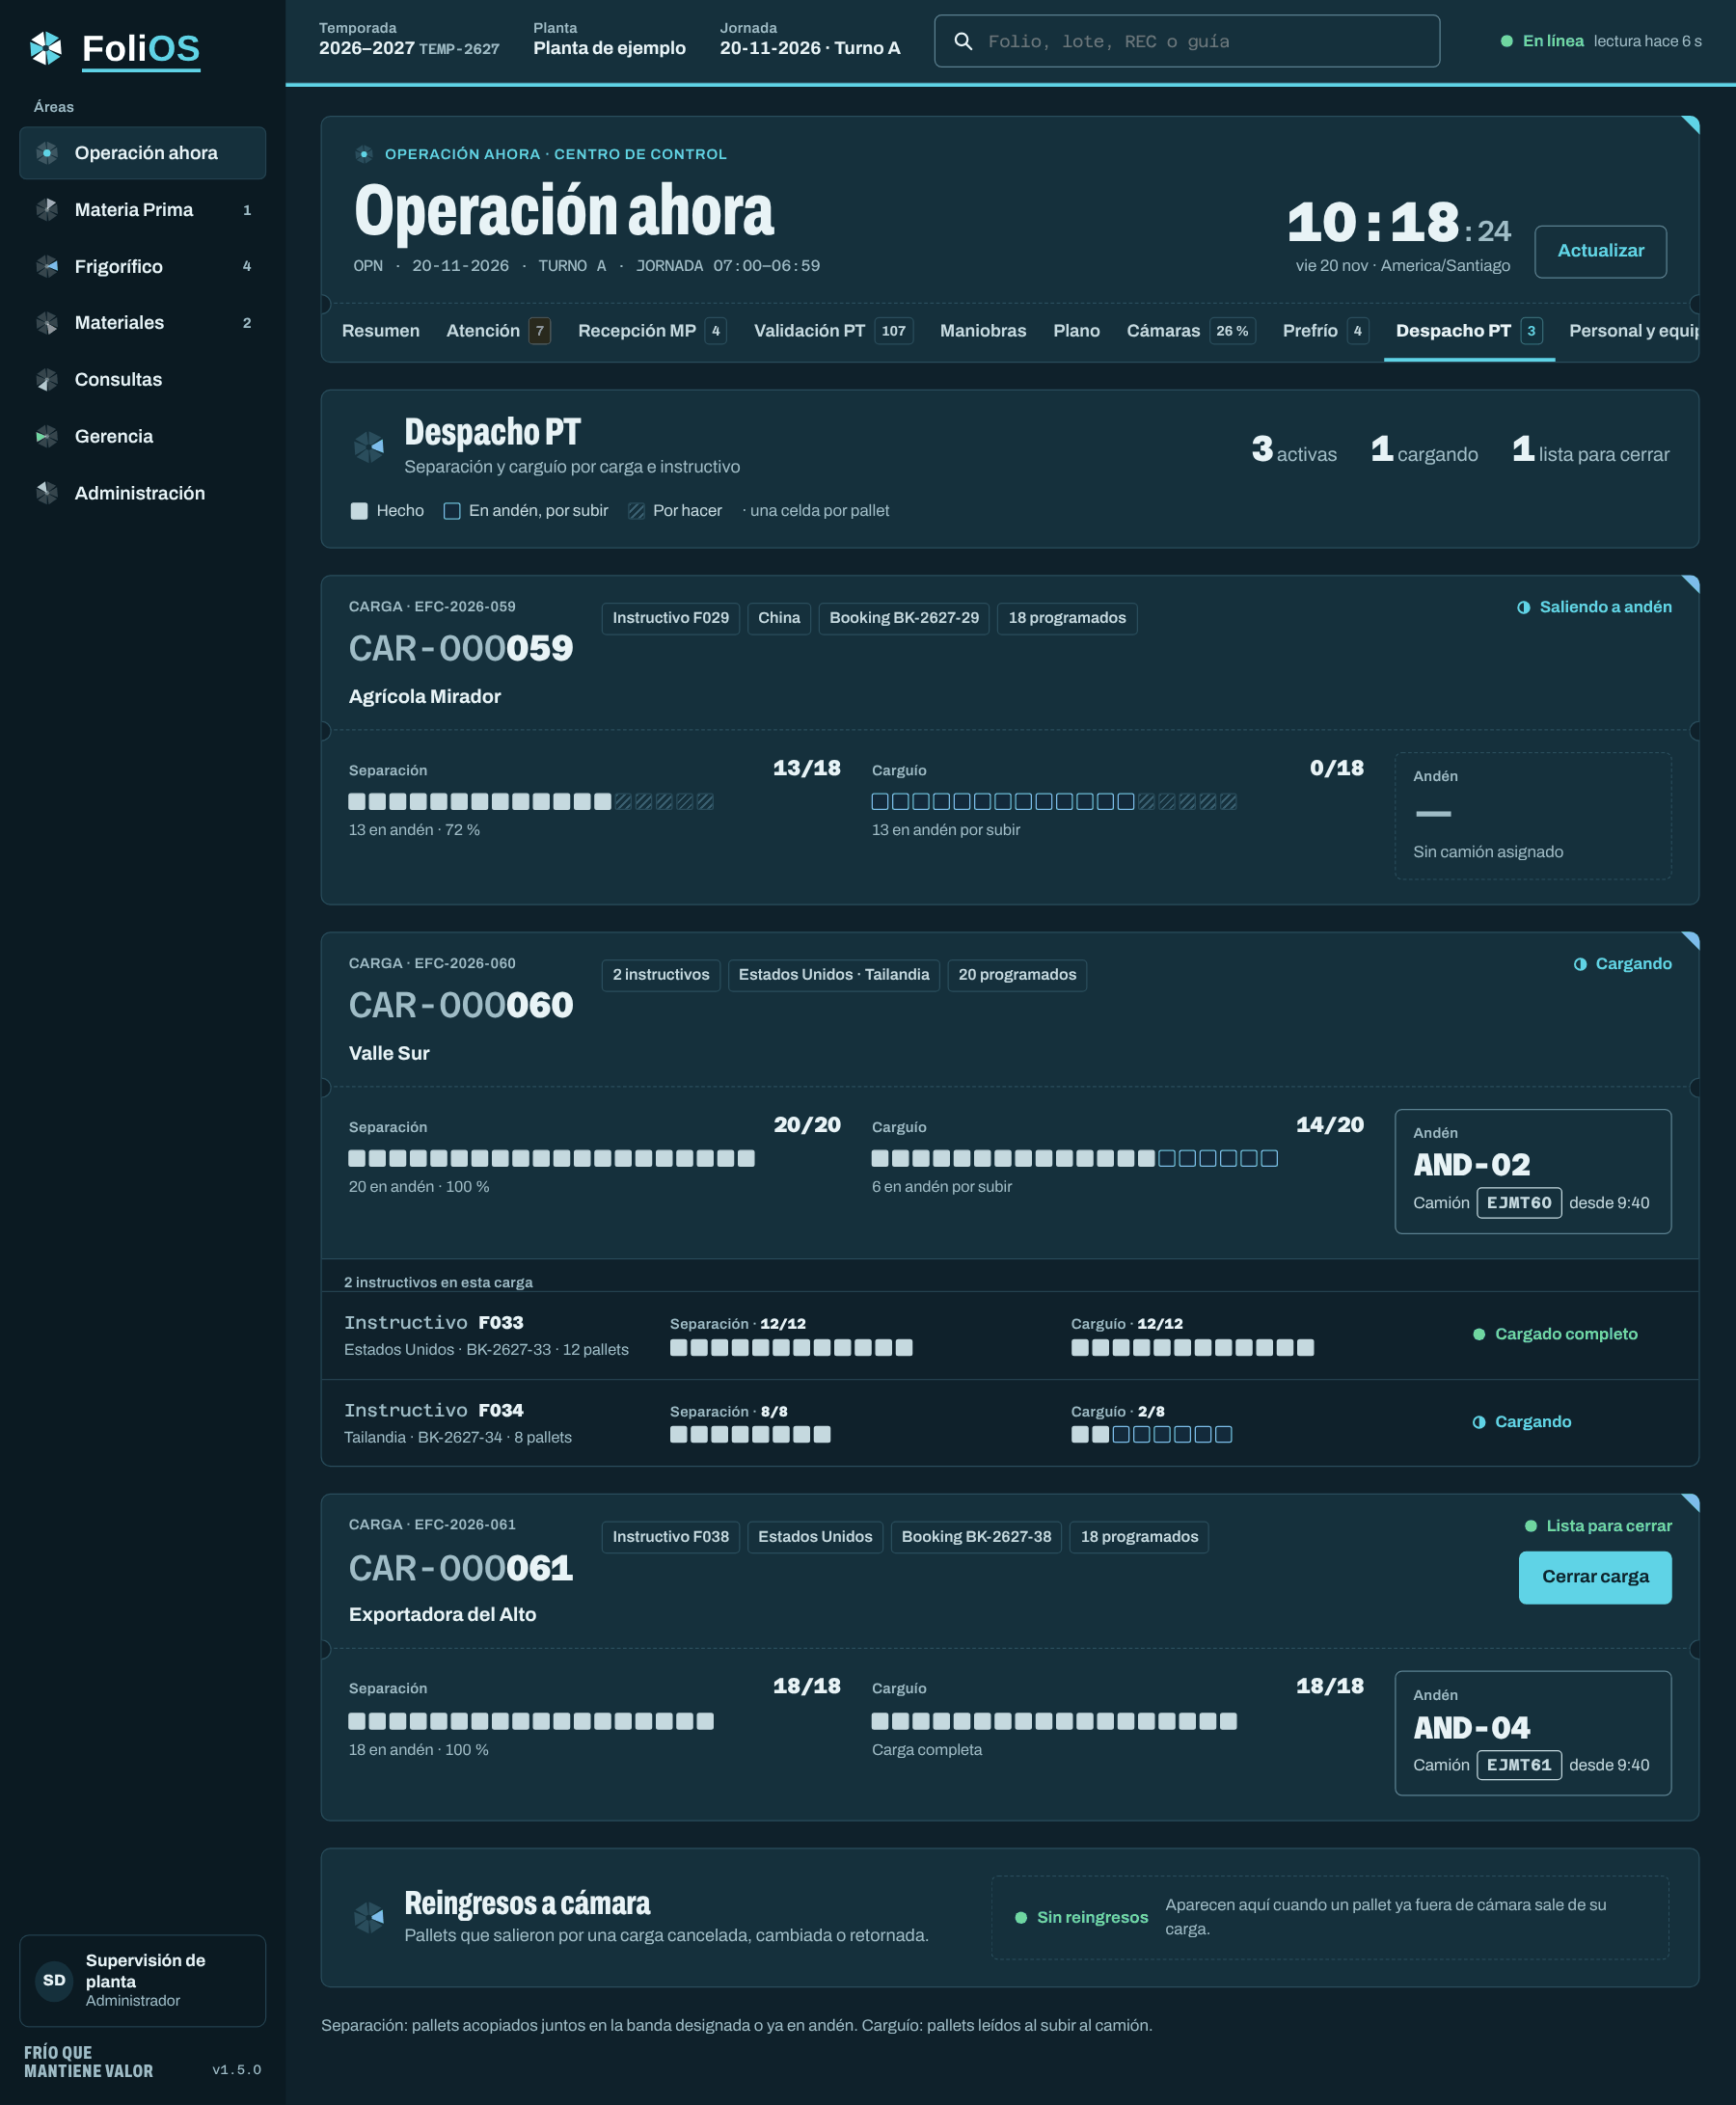 FoliOS
Áreas
Operación ahora
Materia Prima 1
Frigorífico 4
Materiales 2
Consultas
Gerencia
Administración
Supervisión de
planta
SD
Administrador
FRÍO QUE
MANTIENE VALOR
v1.5.0
Temporada
2026–2027 TEMP-2627
Planta
Planta de ejemplo
Jornada
20-11-2026 · Turno A
Folio, lote, REC o guía
En línea lectura hace 6 s
OPERACIÓN AHORA · CENTRO DE CONTROL
Operación ahora
OPN · 20-11-2026 · TURNO A · JORNADA 07:00–06:59
10:18:24
vie 20 nov · America/Santiago
Actualizar
Resumen Atención 7 Recepción MP 4 Validación PT 107 Maniobras Plano Cámaras 26 % Prefrío 4 Despacho PT 3 Personal y equip
Despacho PT
Separación y carguío por carga e instructivo
3 activas 1 cargando 1 lista para cerrar
Hecho En andén, por subir Por hacer · una celda por pallet
CARGA · EFC-2026-059
CAR-000059
Agrícola Mirador
Instructivo F029 China Booking BK-2627-29 18 programados
Saliendo a andén
Separación 13/18
13 en andén · 72 %
Carguío 0/18
13 en andén por subir
Andén
—
Sin camión asignado
CARGA · EFC-2026-060
CAR-000060
Valle Sur
2 instructivos Estados Unidos · Tailandia 20 programados
Cargando
Separación 20/20
20 en andén · 100 %
Carguío 14/20
6 en andén por subir
Andén
AND-02
Camión EJMT60 desde 9:40
2 instructivos en esta carga
Instructivo F033
Estados Unidos · BK-2627-33 · 12 pallets
Separación · 12/12
Carguío · 12/12
Cargado completo
Instructivo F034
Tailandia · BK-2627-34 · 8 pallets
Separación · 8/8
Carguío · 2/8
Cargando
CARGA · EFC-2026-061
CAR-000061
Exportadora del Alto
Instructivo F038 Estados Unidos Booking BK-2627-38 18 programados
Lista para cerrar
Cerrar carga
Separación 18/18
18 en andén · 100 %
Carguío 18/18
Carga completa
Andén
AND-04
Camión EJMT61 desde 9:40
Reingresos a cámara
Pallets que salieron por una carga cancelada, cambiada o retornada.
Sin reingresos
Aparecen aquí cuando un pallet ya fuera de cámara sale de su
carga.
Separación: pallets acopiados juntos en la banda designada o ya en andén. Carguío: pallets leídos al subir al camión.